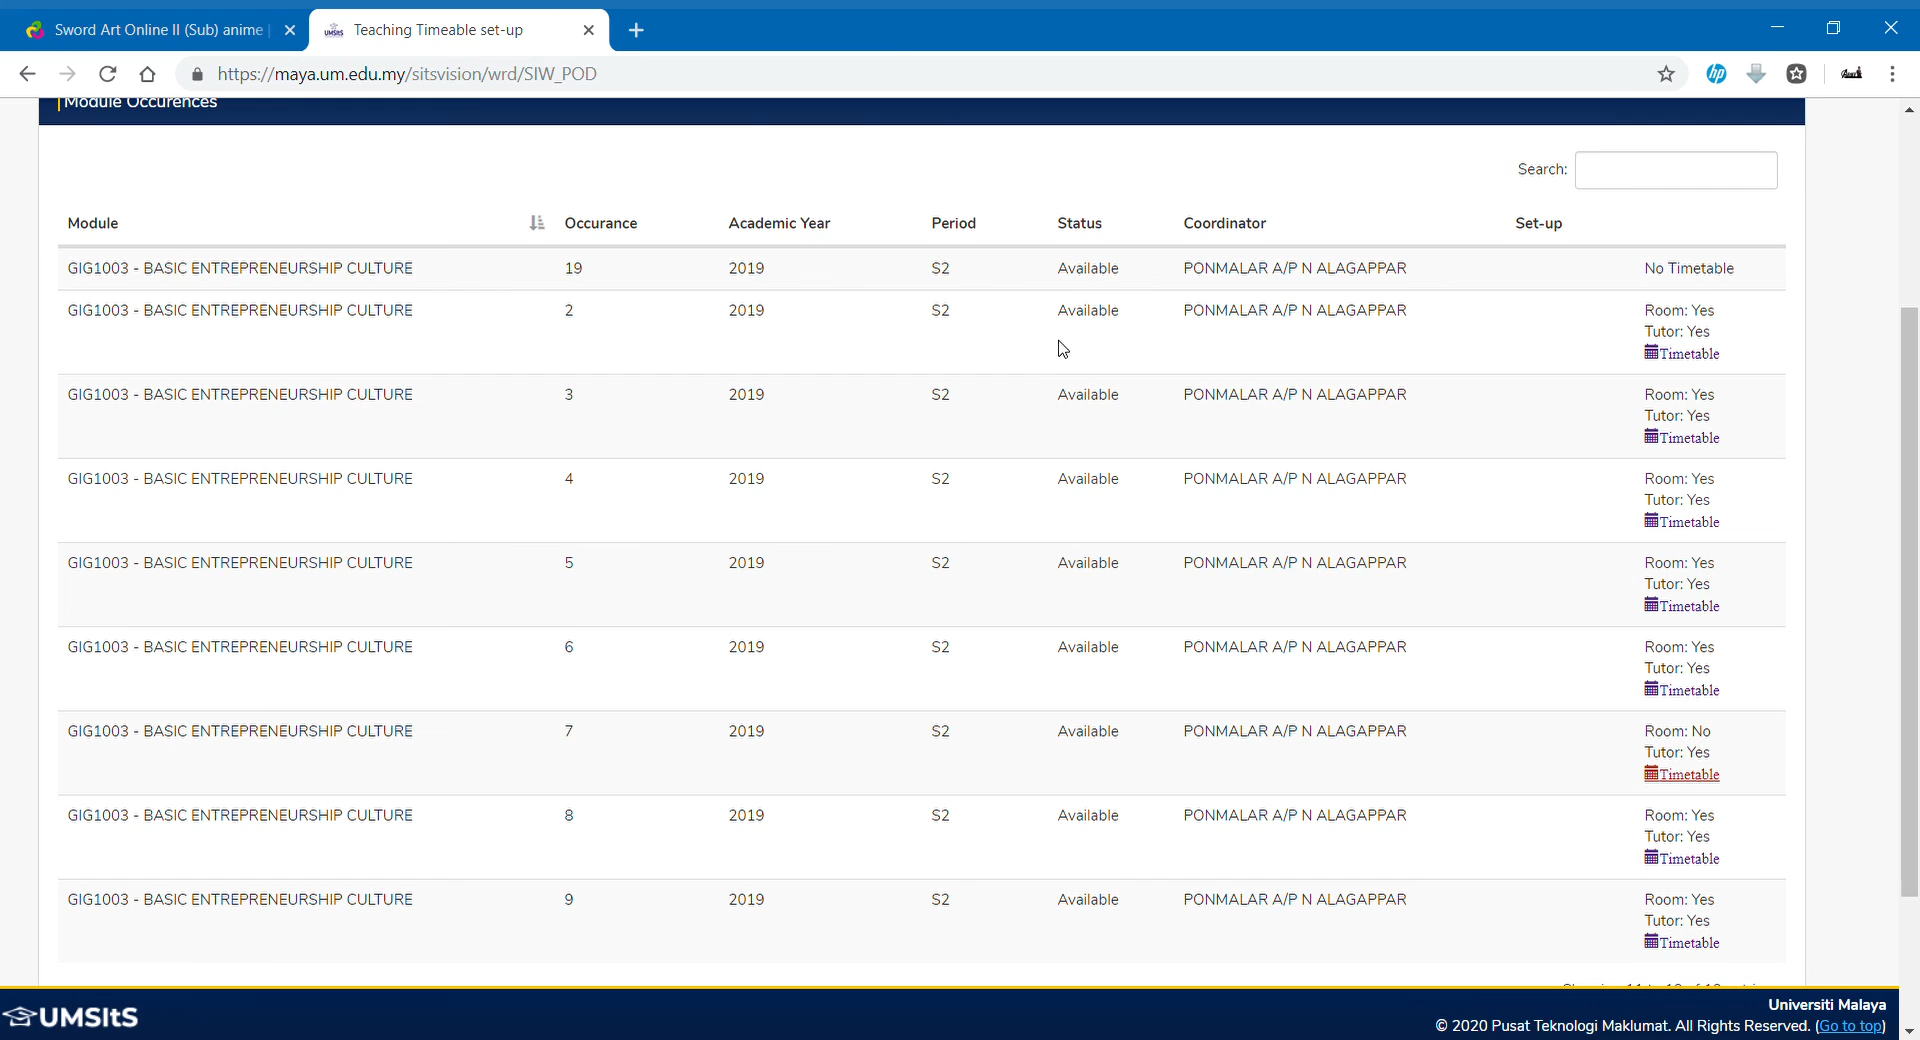 Sword Art Online II (Sub) anime
Teaching Timeable set-up
https://maya.um.edu.my/sitsvision/wrd/SIW_POD
Module Occurences
Search:
Module Occurance Academic Year Period Status Coordinator Set-up
GIG1003 - BASIC ENTREPRENEURSHIP CULTURE 19 2019 S2 Available PONMALAR A/P N ALAGAPPAR No Timetable
GIG1003 - BASIC ENTREPRENEURSHIP CULTURE 2 2019 S2 Available PONMALAR A/P N ALAGAPPAR Room: Yes
Tutor: Yes
Timetable
GIG1003 - BASIC ENTREPRENEURSHIP CULTURE 3 2019 S2 Available PONMALAR A/P N ALAGAPPAR Room: Yes
Tutor: Yes
Timetable
GIG1003 - BASIC ENTREPRENEURSHIP CULTURE 4 2019 S2 Available PONMALAR A/P N ALAGAPPAR Room: Yes
Tutor: Yes
Timetable
GIG1003 - BASIC ENTREPRENEURSHIP CULTURE 5 2019 S2 Available PONMALAR A/P N ALAGAPPAR Room: Yes
Tutor: Yes
Timetable
GIG1003 - BASIC ENTREPRENEURSHIP CULTURE 6 2019 S2 Available PONMALAR A/P N ALAGAPPAR Room: Yes
Tutor: Yes
Timetable
GIG1003 - BASIC ENTREPRENEURSHIP CULTURE 7 2019 S2 Available PONMALAR A/P N ALAGAPPAR Room: No
Tutor: Yes
Timetable
GIG1003 - BASIC ENTREPRENEURSHIP CULTURE 8 2019 S2 Available PONMALAR A/P N ALAGAPPAR Room: Yes
Tutor: Yes
Timetable
GIG1003 - BASIC ENTREPRENEURSHIP CULTURE 9 2019 S2 Available PONMALAR A/P N ALAGAPPAR Room: Yes
Tutor: Yes
Timetable
UMSItS
Universiti Malaya
© 2020 Pusat Teknologi Maklumat. All Rights Reserved. (Go to top)